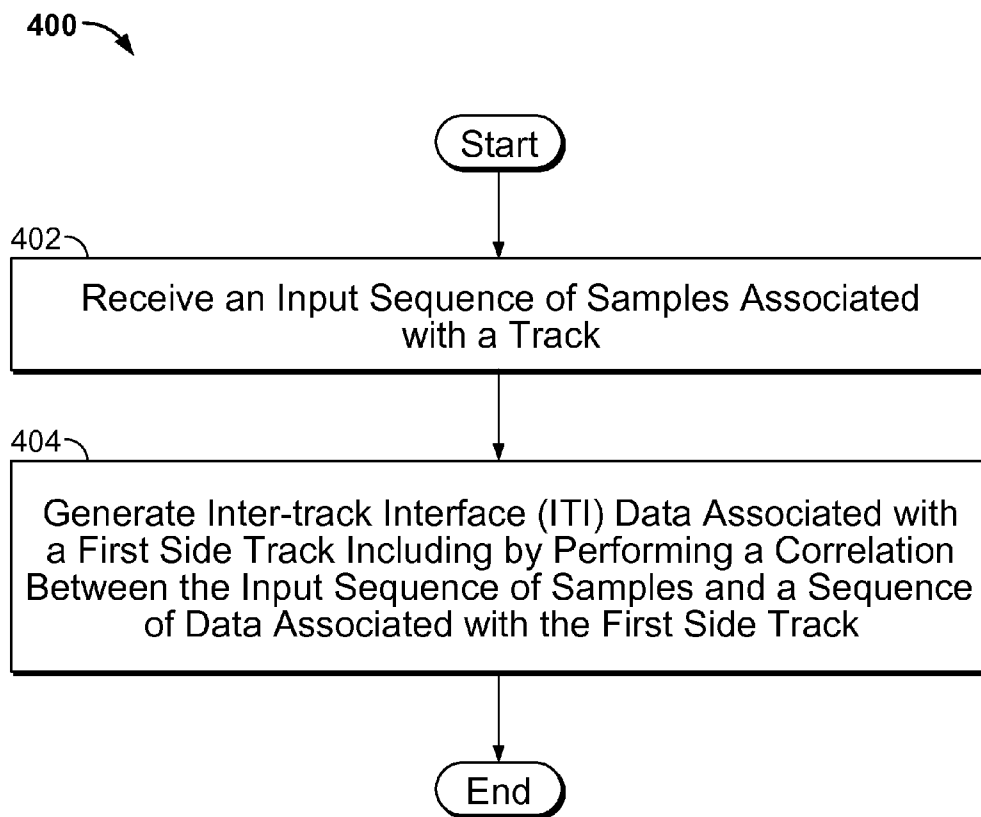 400
Start
402
Receive an Input Sequence of Samples Associated
with a Track
404
Generate Inter-track Interface (ITI) Data Associated with
a First Side Track Including by Performing a Correlation
Between the Input Sequence of Samples and a Sequence
of Data Associated with the First Side Track
End